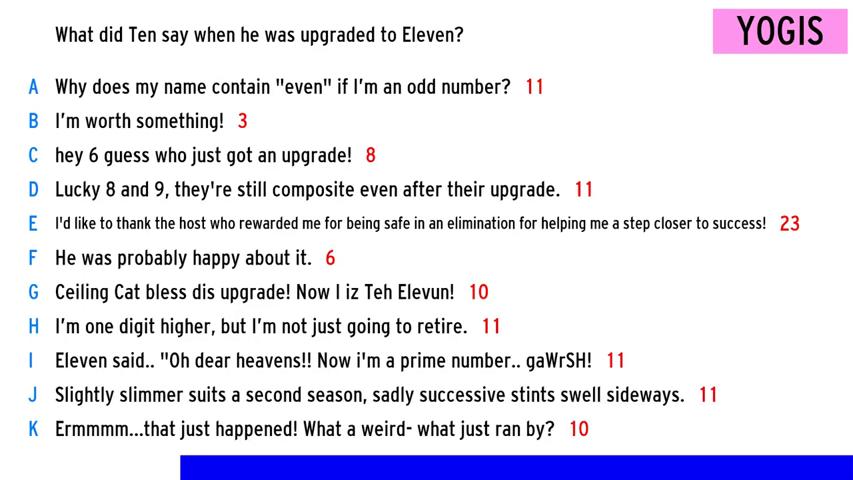 What did Ten say when he was upgraded to Eleven?
YOGIS
A Why does my name contain "even" if I'm an odd number? 11
B I'm worth something! 3
C hey 6 guess who just got an upgrade! 8
D Lucky 8 and 9, they're still composite even after their upgrade. 11
E I'd like to thank the host who rewarded me for being safe in an elimination for helping me a step closer to success! 23
F He was probably happy about it. 6
G Ceiling Cat bless dis upgrade! Now I iz Teh Elevun! 10
H I'm one digit higher, but I'm not just going to retire. 11
I Eleven said.. "Oh dear heavens!! Now i'm a prime number.. gaWrSH! 11
J Slightly slimmer suits a second season, sadly successive stints swell sideways. 11
K Ermmmm...that just happened! What a weird- what just ran by? 10